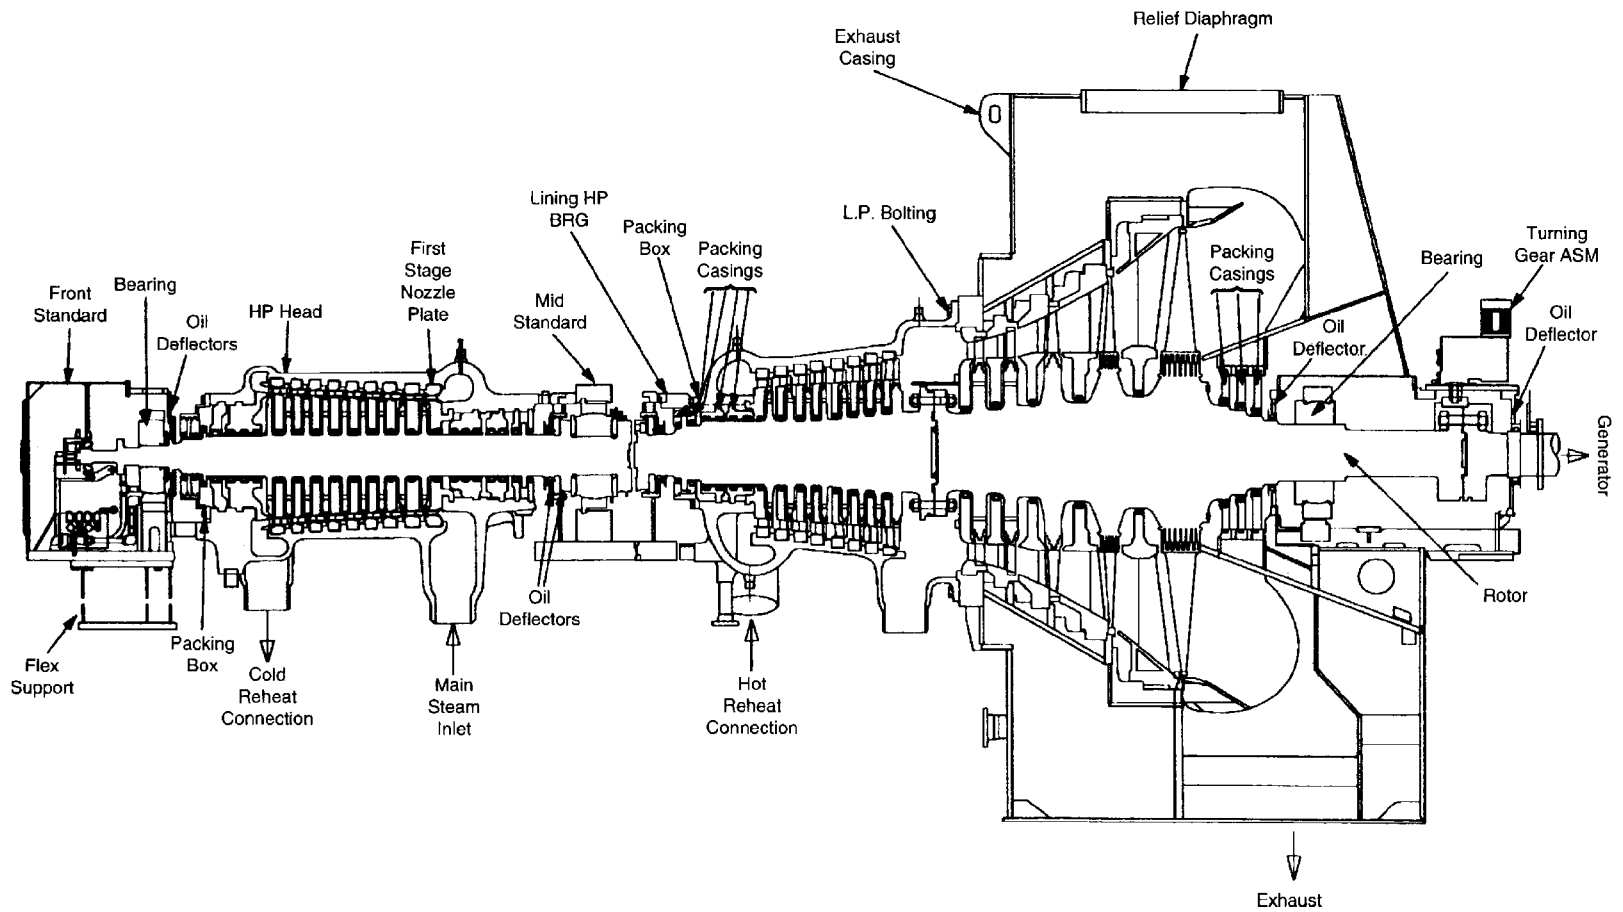 Relief Diaphragm
Exhaust
Casing
Lining HP
BRG
Packing
Box
Packing
Casings
L.P. Bolting
Packing
Casings
Bearing
Turning
Gear ASM
Front
Standard
Bearing
Oil
Deflectors
HP Head
First
Stage
Nozzle
Plate
Mid
Standard
Oil
Deflector
Oil
Deflector
Generator
Flex
Support
Packing
Box
Cold
Reheat
Connection
Main
Steam
Inlet
Oil
Deflectors
Hot
Reheat
Connection
Rotor
Exhaust